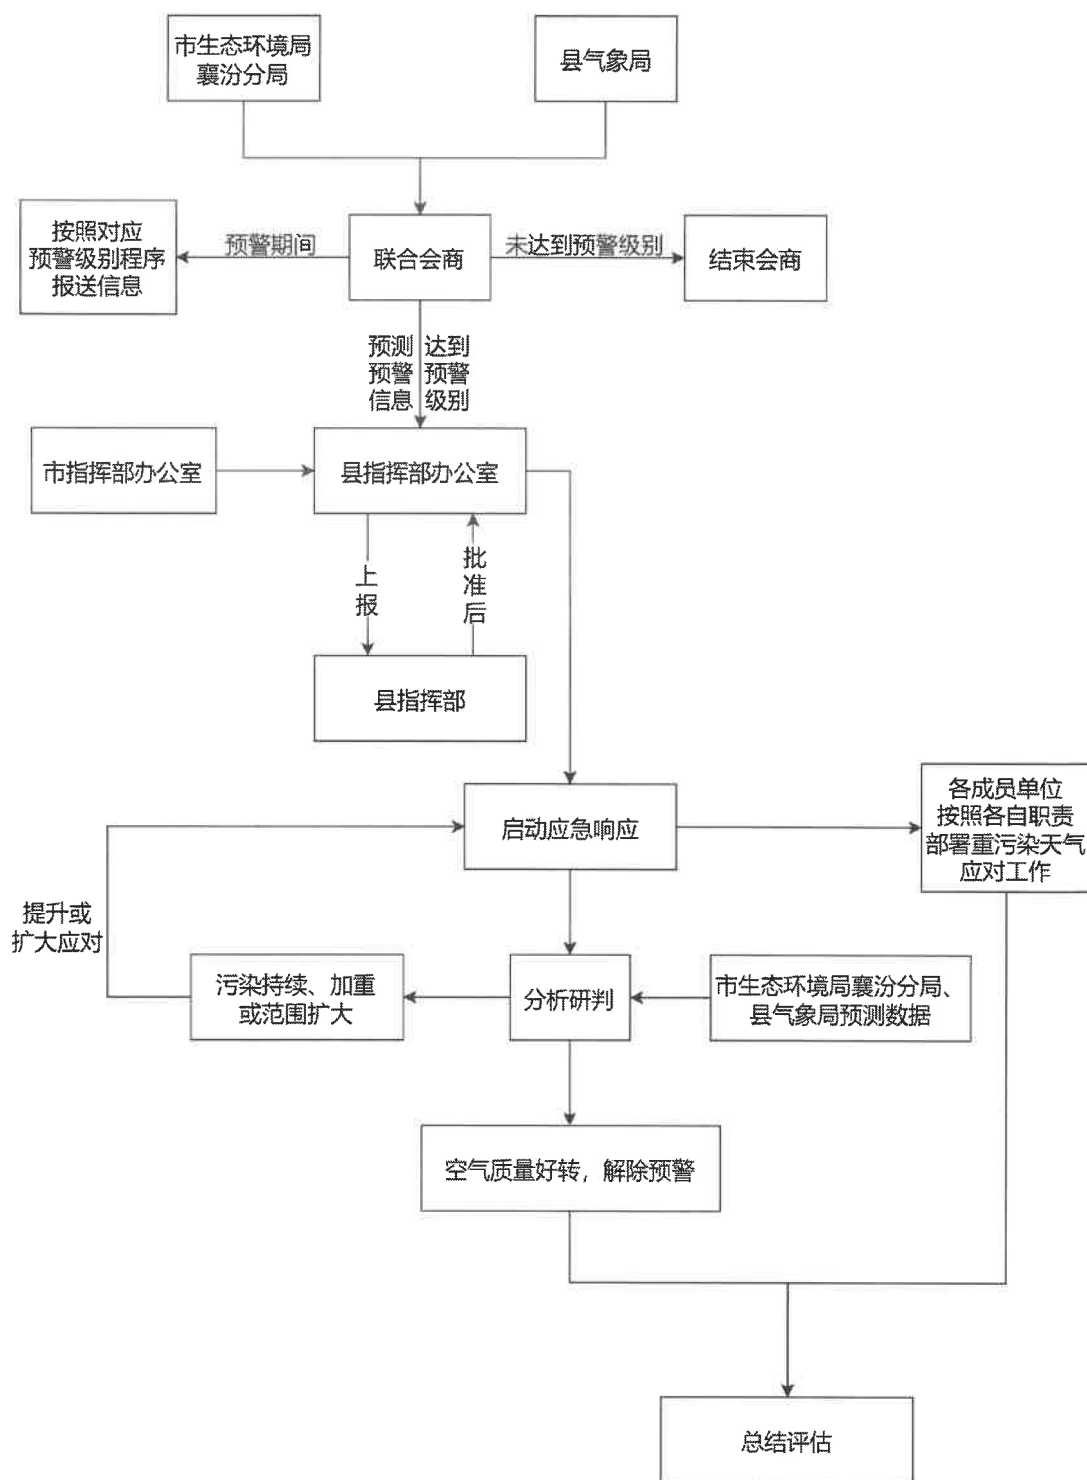 市生态环境局
襄汾分局
县气象局
按照对应
预警级别程序
报送信息
预警期间
联合会商
未达到预警级别
结束会商
预测
预警
信息
达到
预警
级别
市指挥部办公室
县指挥部办公室
上
报
批
准
后
县指挥部
启动应急响应
各成员单位
按照各自职责
部署重污染天气
应对工作
提升或
扩大应对
污染持续、加重
或范围扩大
分析研判
市生态环境局襄汾分局、
县气象局预测数据
空气质量好转，解除预警
总结评估